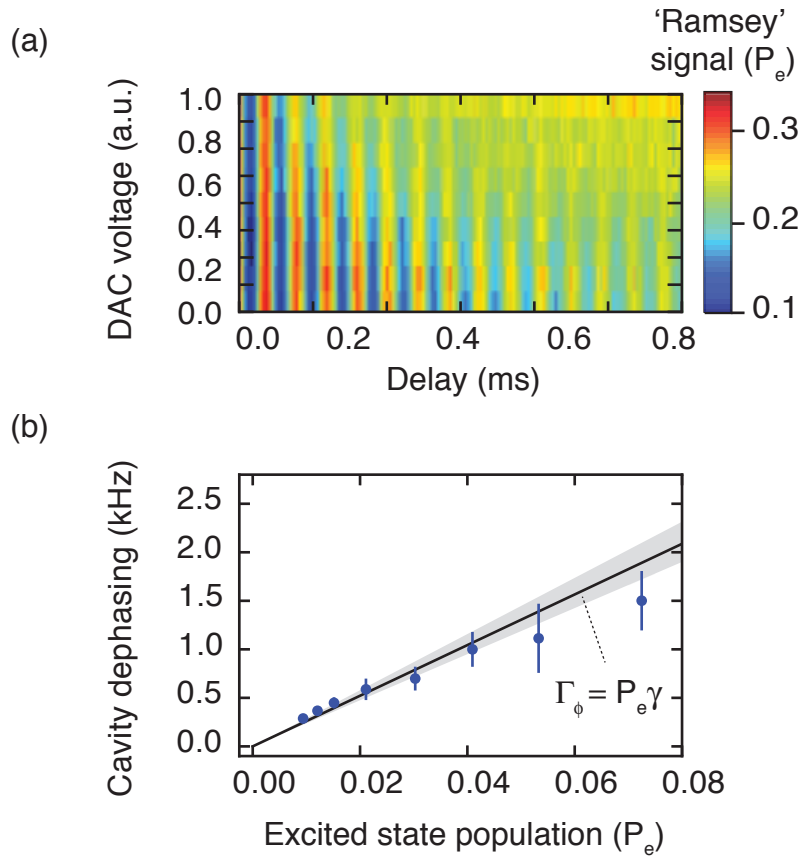 (a)
'Ramsey'
signal (Pₑ)
DAC voltage (a.u.)
1.0
0.8
0.6
0.4
0.2
0.0
0.3
0.2
0.1
0.0 0.2 0.4 0.6 0.8
Delay (ms)
(b)
Cavity dephasing (kHz)
2.5
2.0
1.5
1.0
0.5
0.0
Γᵩ = Pₑγ
0.00 0.02 0.04 0.06 0.08
Excited state population (Pₑ)